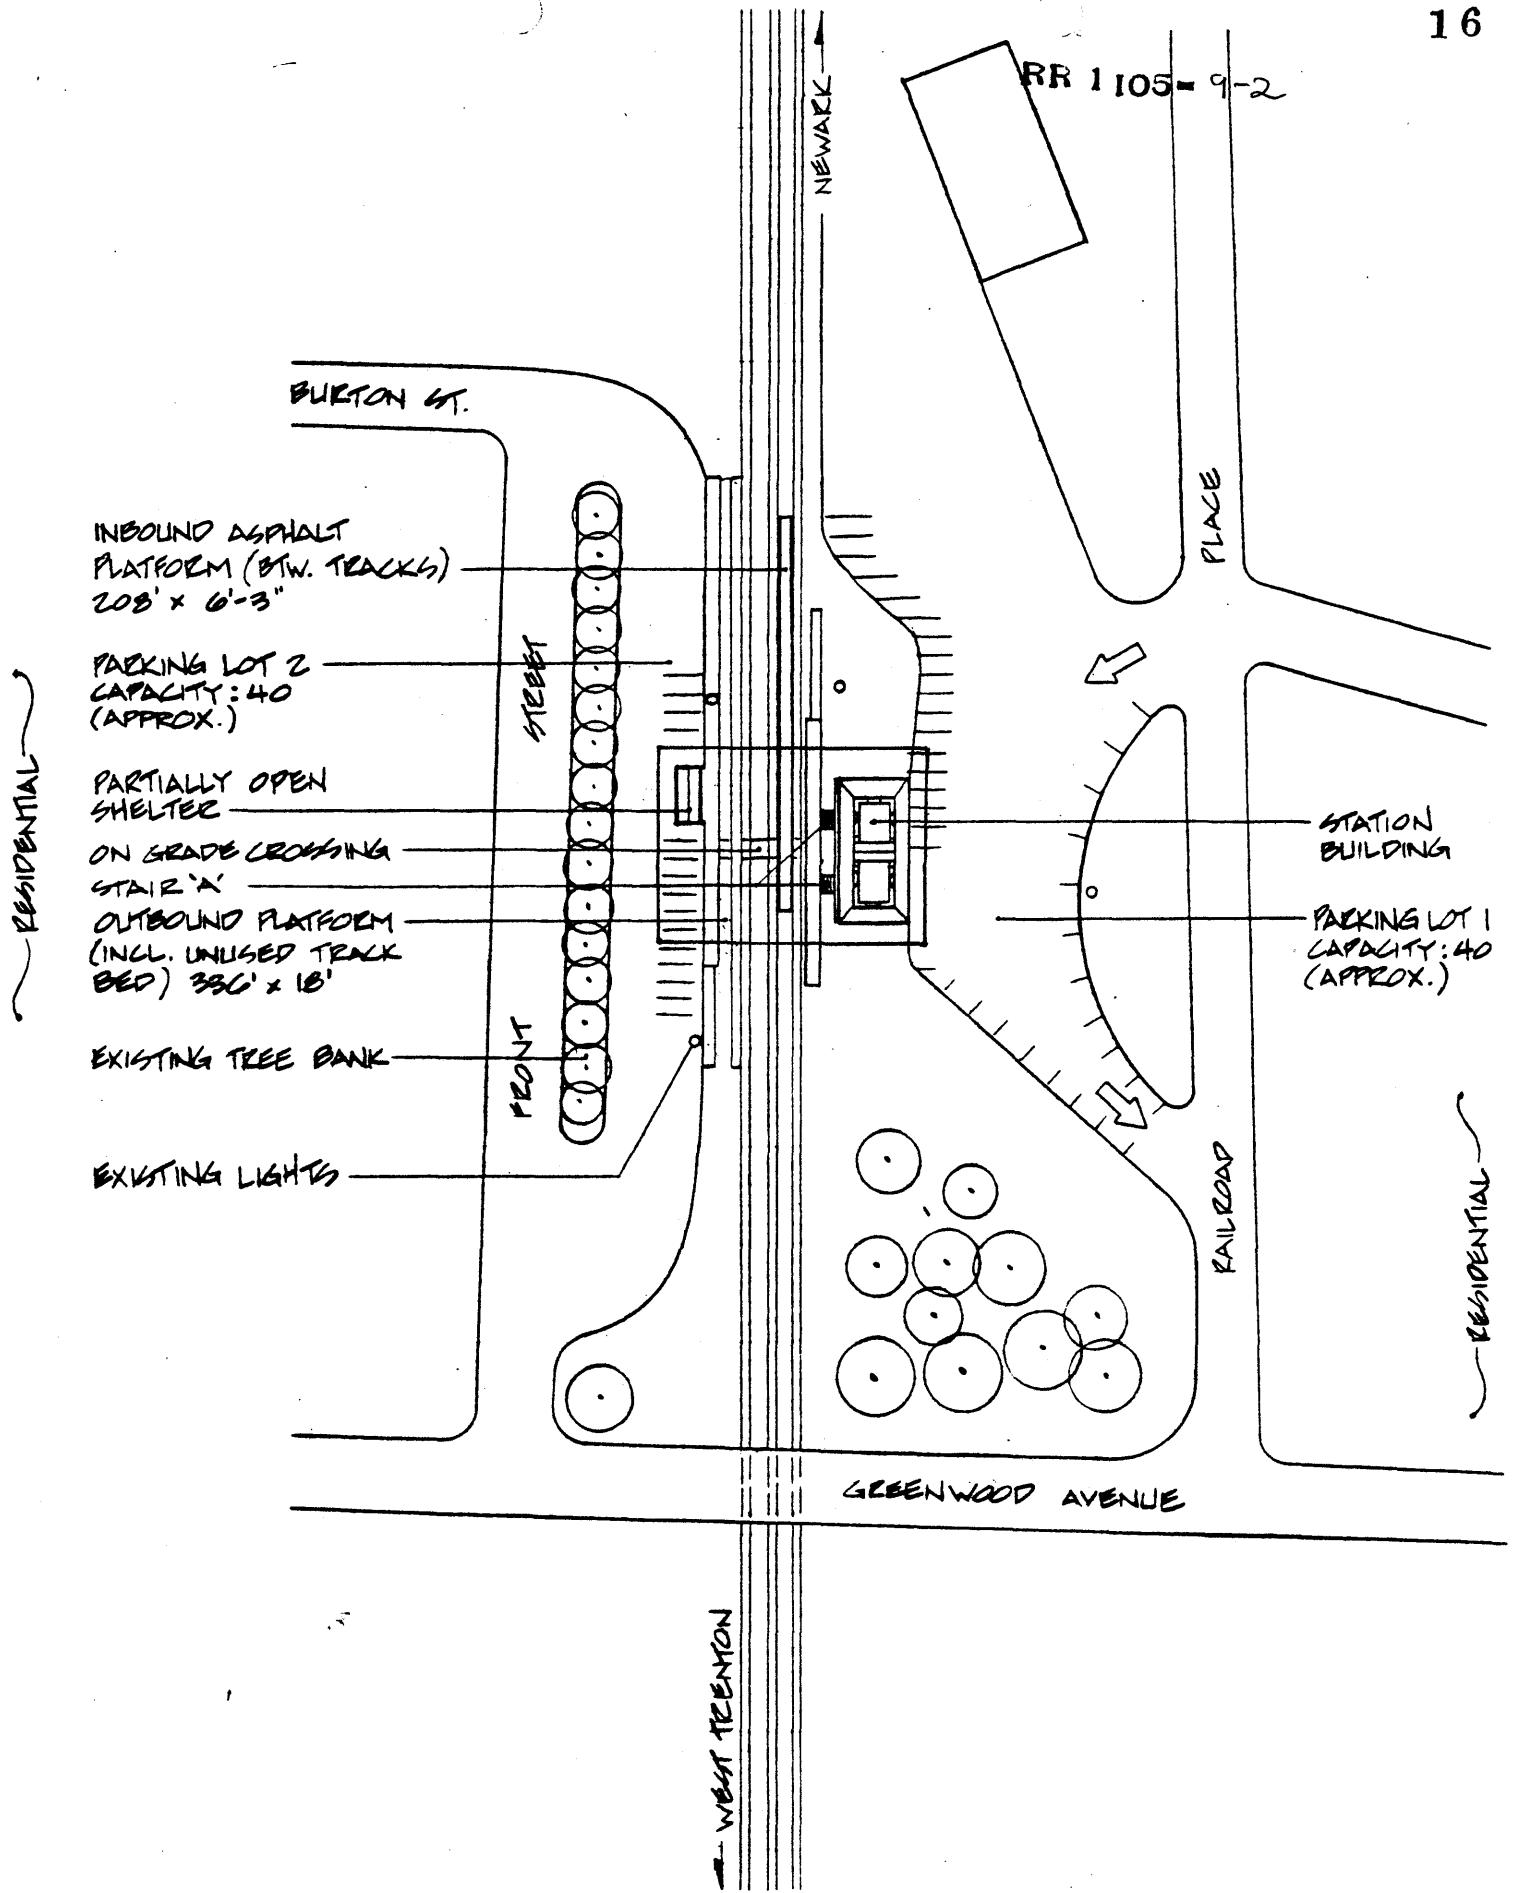 16
RR 1105-9-2
NEWARK
BURTON ST.
INBOUND ASPHALT
PLATFORM (BTW. TRACKS)
208' x 6'-3"
PARKING LOT 2
CAPACITY: 40
(APPROX.)
PARTIALLY OPEN
SHELTER
ON GRADE CROSSING
STAIR 'A'
OUTBOUND PLATFORM
(INCL. UNUSED TRACK
BED) 336' x 18'
EXISTING TREE BANK
EXISTING LIGHTS
RESIDENTIAL
FRONT STREET
RAILROAD PLACE
STATION
BUILDING
PARKING LOT 1
CAPACITY: 40
(APPROX.)
RESIDENTIAL
GREENWOOD AVENUE
WEST TRENTON